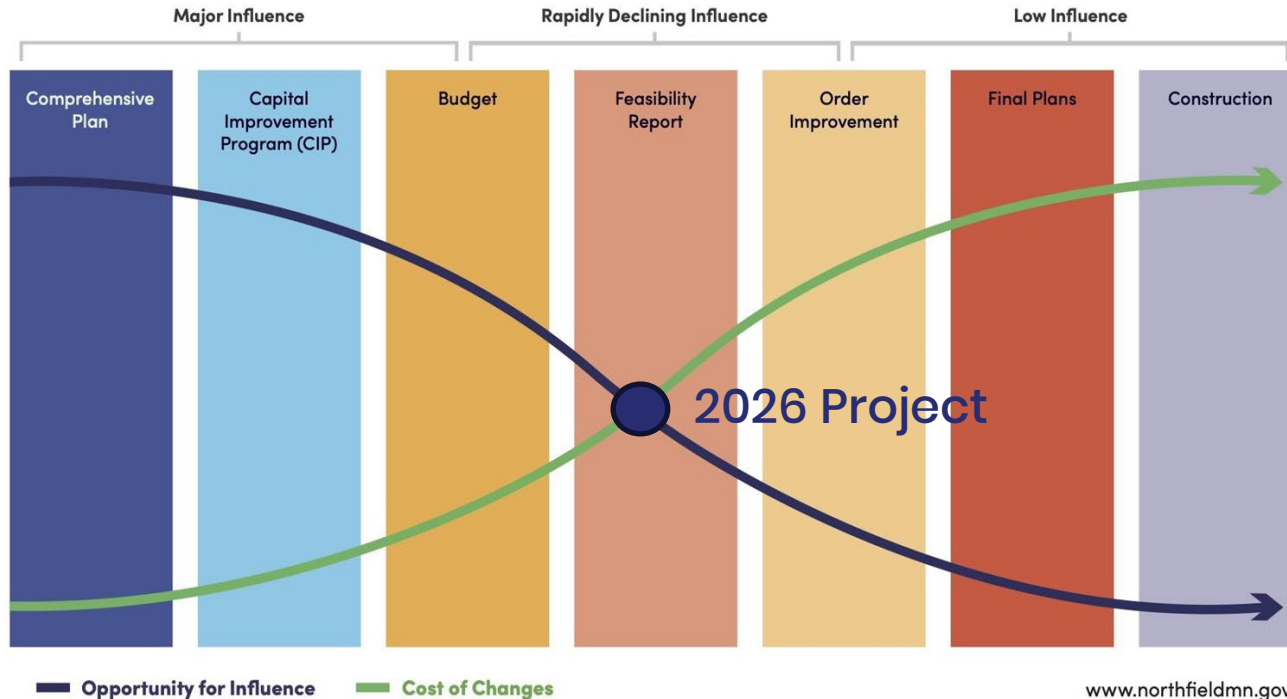 Major Influence
Rapidly Declining Influence
Low Influence
Comprehensive
Plan
Capital
Improvement
Program (CIP)
Budget
Feasibility
Report
Order
Improvement
Final Plans
Construction
2026 Project
Opportunity for Influence
Cost of Changes
www.northfieldmn.gov